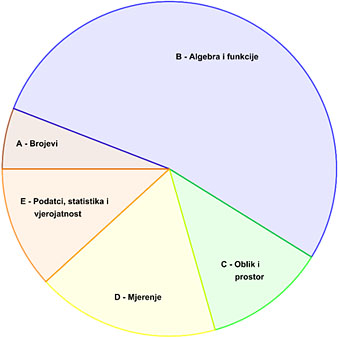 B - Algebra i funkcije
A - Brojevi
E - Podatci, statistika i
vjerojatnost
C - Oblik i
prostor
D - Mjerenje